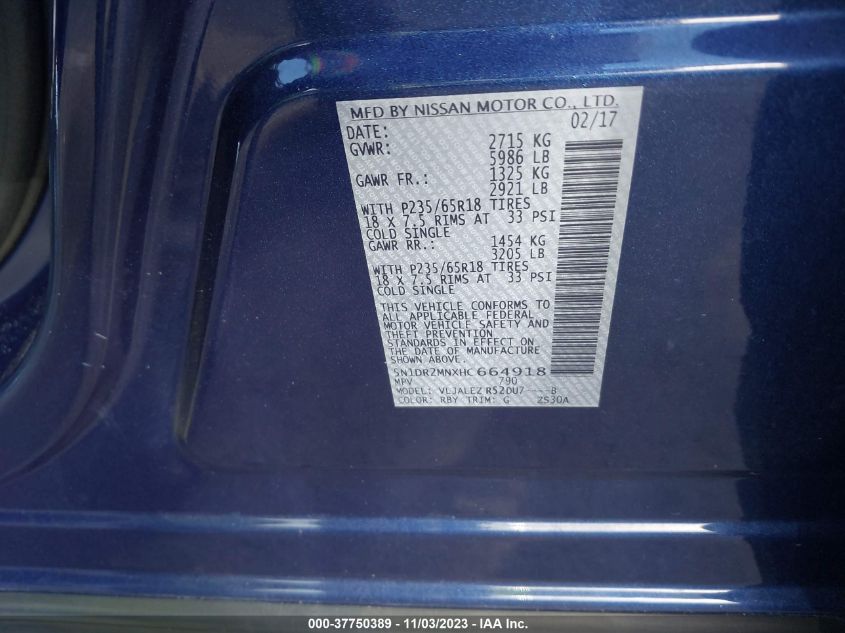 MFD BY NISSAN MOTOR CO., LTD.
DATE: 02/17
GVWR: 2715 KG
5986 LB
GAWR FR.: 1325 KG
2921 LB
WITH P235/65R18 TIRES
18 X 7.5 RIMS AT 33 PSI
COLD SINGLE
GAWR RR.: 1454 KG
3205 LB
WITH P235/65R18 TIRES
18 X 7.5 RIMS AT 33 PSI
COLD SINGLE
THIS VEHICLE CONFORMS TO
ALL APPLICABLE FEDERAL
MOTOR VEHICLE SAFETY AND
THEFT PREVENTION
STANDARDS IN EFFECT ON
THE DATE OF MANUFACTURE
SHOWN ABOVE.
5N1DR2MNXHC664918
MPV 790
MODEL: VLJALEZ R520U7----B
COLOR: RBY TRIM: G 2S30A
000-37750389 - 11/03/2023 - IAA Inc.